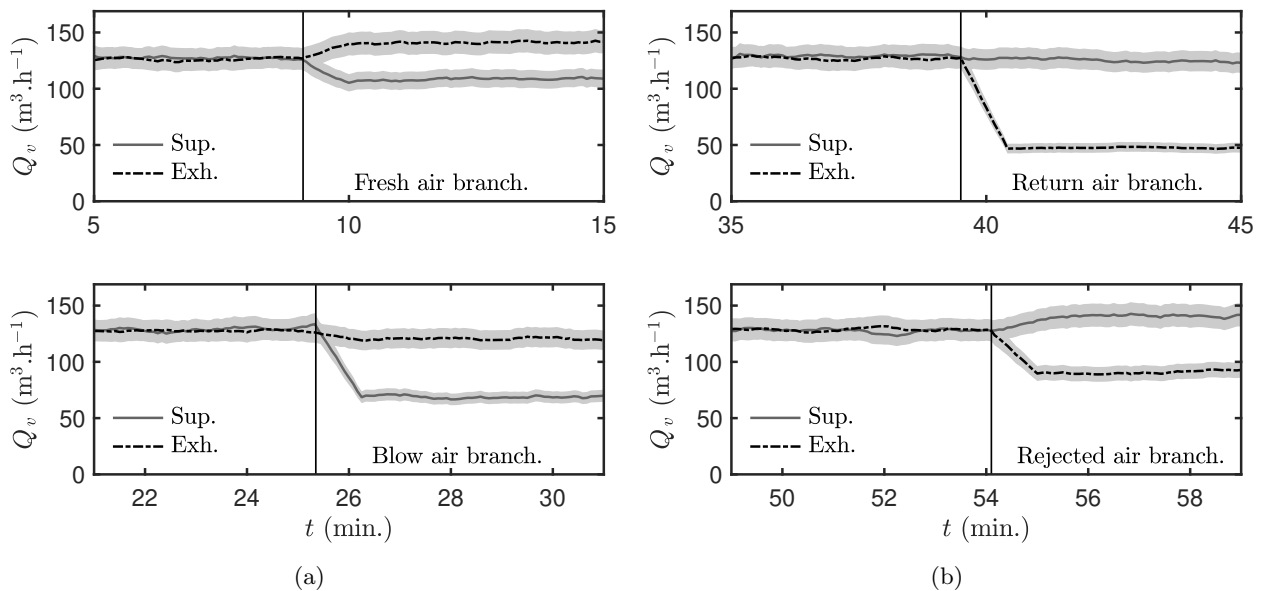 150
100
50
0
Q_v (m³.h⁻¹)
Sup.
Exh.
Fresh air branch.
5 10 15
150
100
50
0
Q_v (m³.h⁻¹)
Sup.
Exh.
Return air branch.
35 40 45
150
100
50
0
Q_v (m³.h⁻¹)
Sup.
Exh.
Blow air branch.
22 24 26 28 30
t (min.)
150
100
50
0
Q_v (m³.h⁻¹)
Sup.
Exh.
Rejected air branch.
50 52 54 56 58
t (min.)
(a)
(b)